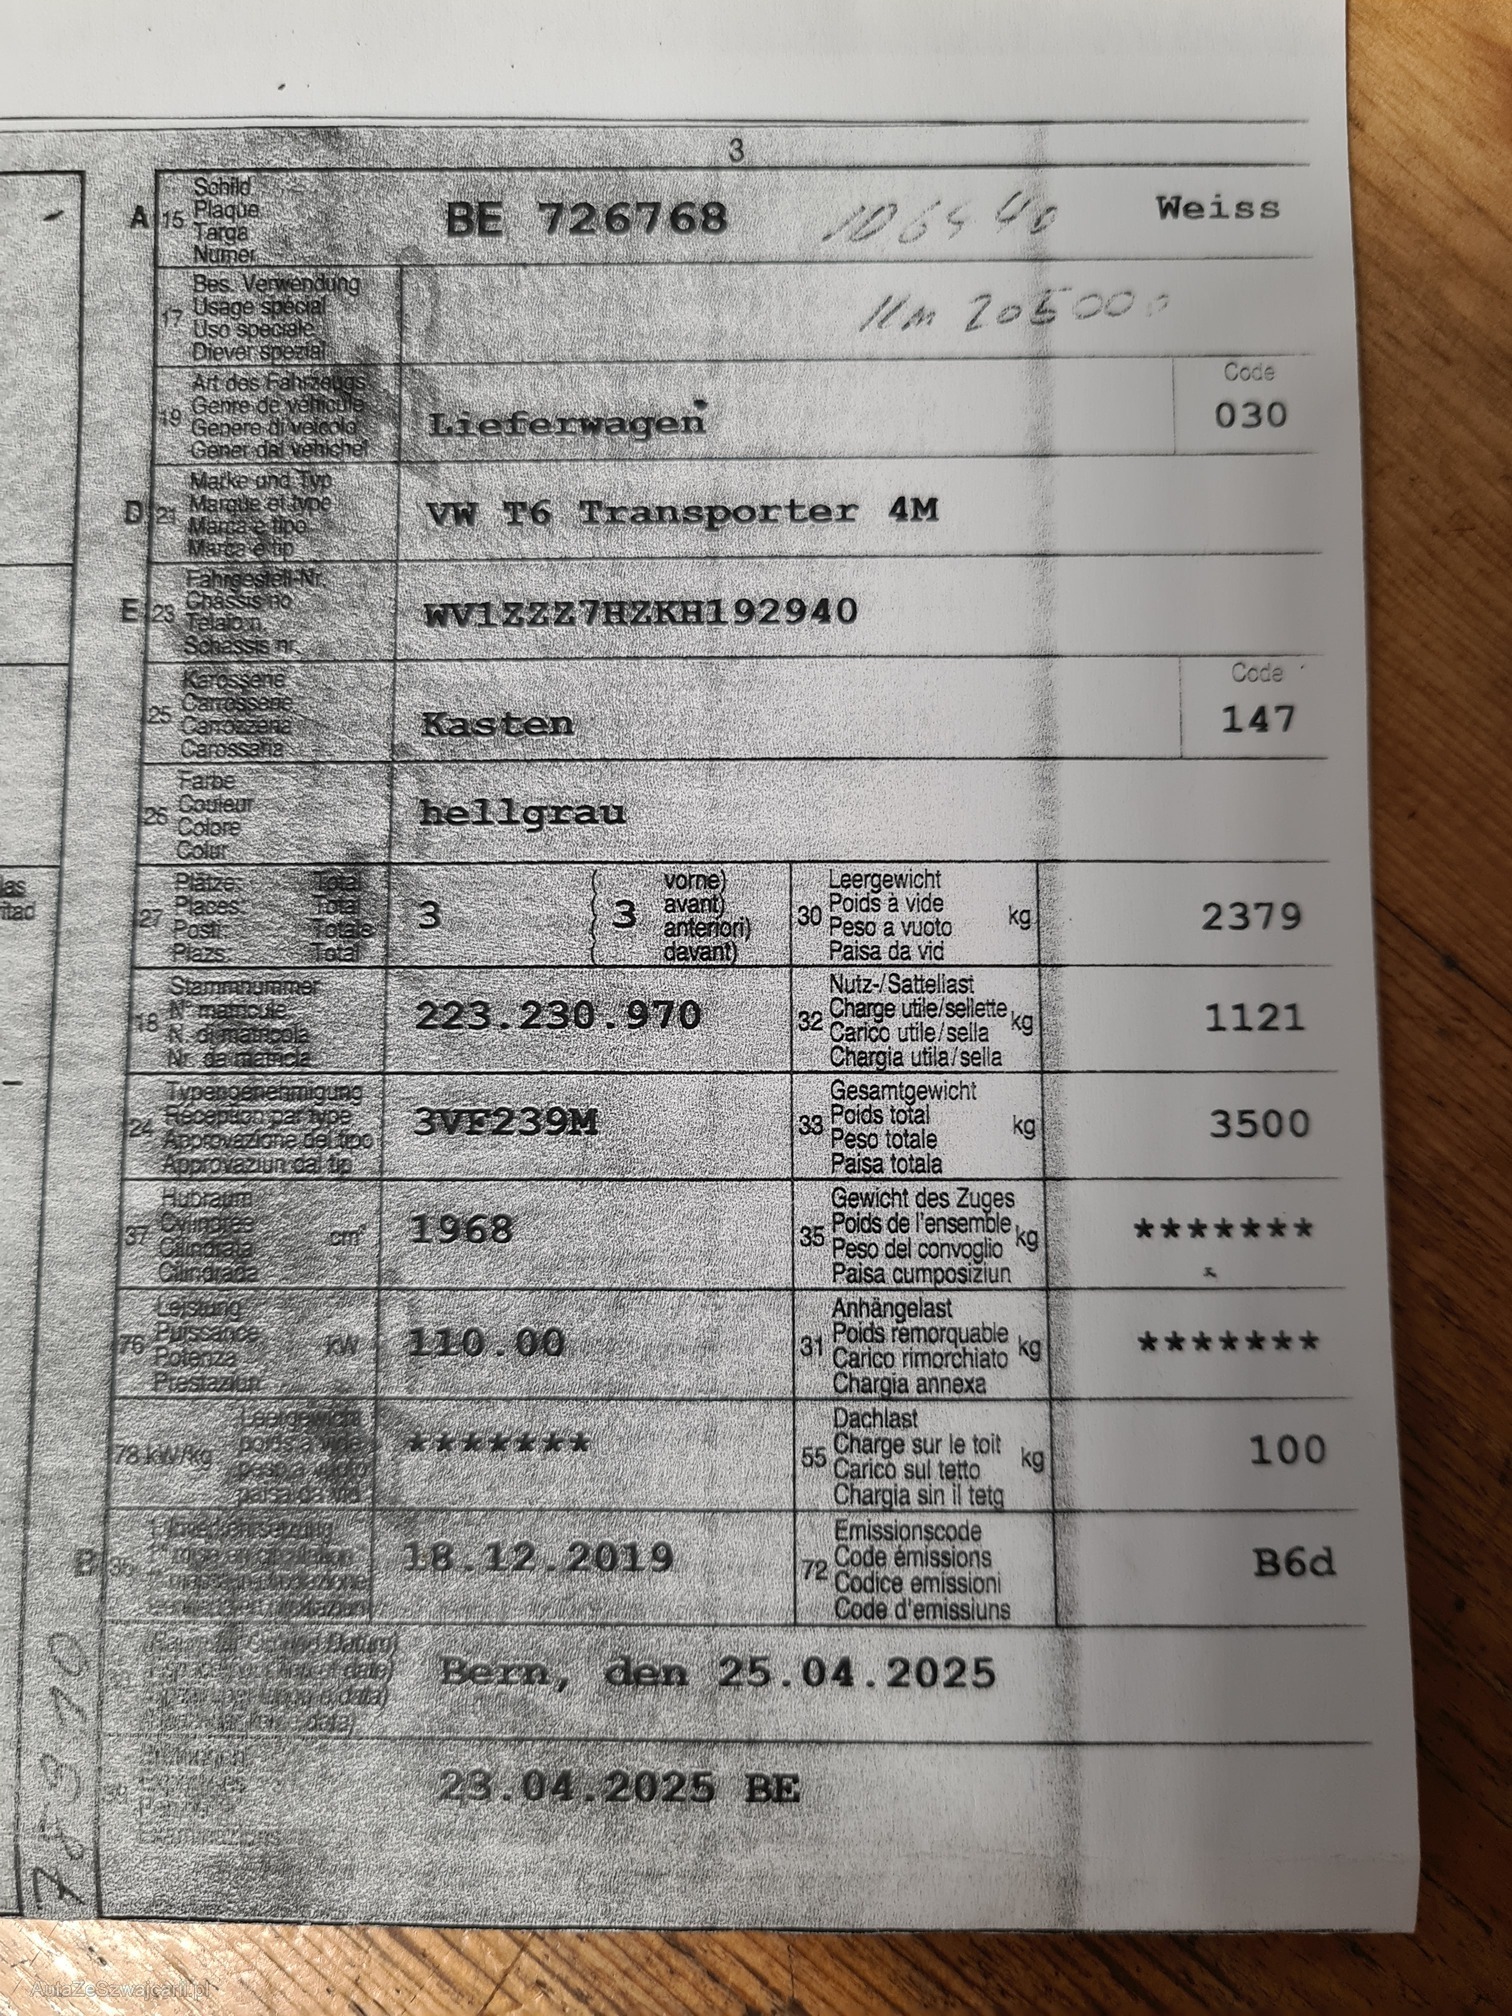 3
A 15 Schild
Plaque
Targa
Numer
BE 726768
106440
Weiss
17 Bes. Verwendung
Usage spécial
Uso speciale
Diever spezial
Km 205000
19 Art des Fahrzeugs
Genre de véhicule
Genere di veicolo
Gener dal vehichel
Lieferwagen
Code
030
D 21 Marke und Typ
Marque et type
Marca e tipo
Marca e tip
VW T6 Transporter 4M
E 23 Fahrgestell-Nr.
Châssis no
Telaio n.
Schassis nr.
WV1ZZZ7HZKH192940
25 Karosserie
Carrosserie
Carrozzeria
Carossaria
Kasten
Code
147
26 Farbe
Couleur
Colore
Colur
hellgrau
las
27 Plätze: Total
Places: Total
Posti: Totale
Plazs: Total
3
( 3 vorne)
( avant)
( anteriori)
( davant)
30 Leergewicht
Poids à vide
Peso a vuoto
Paisa da vid
kg
2379
18 Stammnummer
N° matricule
N. di matricola
Nr. da matricla
223.230.970
32 Nutz-/Sattellast
Charge utile/sellette
Carico utile/sella
Chargia utila/sella
kg
1121
24 Typengenehmigung
Réception par type
Approvazione del tipo
Approvaziun dal tip
3VF239M
33 Gesamtgewicht
Poids total
Peso totale
Paisa totala
kg
3500
37 Hubraum
Cylindrée
Cilindrata
Cilindrada
cm³
1968
35 Gewicht des Zuges
Poids de l'ensemble
Peso del convoglio
Paisa cumposiziun
kg
*******
76 Leistung
Puissance
Potenza
Prestaziun
kW
110.00
31 Anhängelast
Poids remorquable
Carico rimorchiato
Chargia annexa
kg
*******
78 kW/kg
Leergewicht
poids à vide
peso a vuoto
paisa da vid
*******
55 Dachlast
Charge sur le toit
Carico sul tetto
Chargia sin il tetg
kg
100
B 36
18.12.2019
72 Emissionscode
Code émissions
Codice emissioni
Code d'emissiuns
B6d
Bern, den 25.04.2025
23.04.2025 BE
AutaZeSzwajcarii.pl